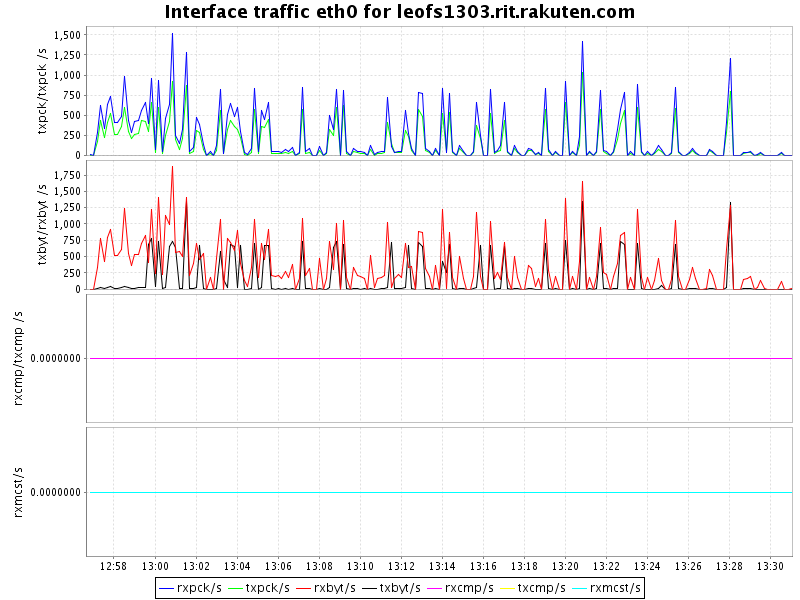 Interface traffic eth0 for leofs1303.rit.rakuten.com
txpck/txpck /s
1,500
1,250
1,000
750
500
250
0
txbyt/rxbyt /s
1,750
1,500
1,250
1,000
750
500
250
0
rxcmp/txcmp /s
0.0000000
rxmcst/s
0.0000000
12:58 13:00 13:02 13:04 13:06 13:08 13:10 13:12 13:14 13:16 13:18 13:20 13:22 13:24 13:26 13:28 13:30
rxpck/s txpck/s rxbyt/s txbyt/s rxcmp/s txcmp/s rxmcst/s